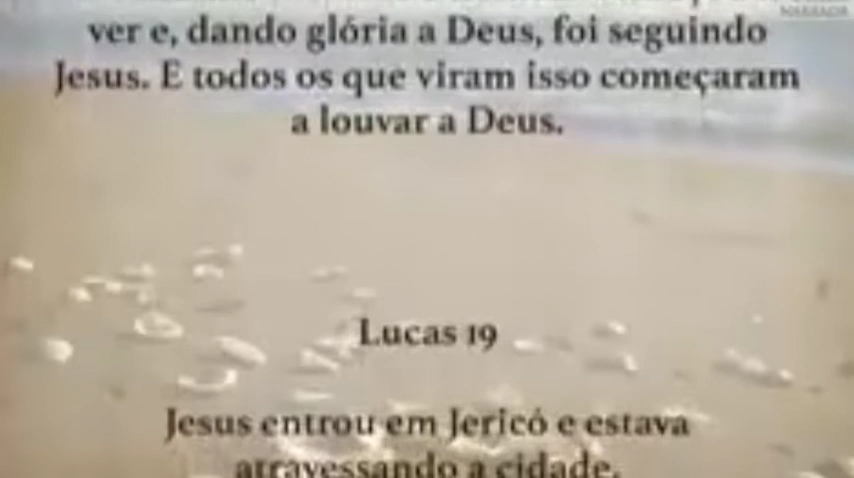 ver e, dando glória a Deus, foi seguindo
Jesus. E todos os que viram isso começaram
a louvar a Deus.
Lucas 19
Jesus entrou em Jericó e estava
atravessando a cidade.